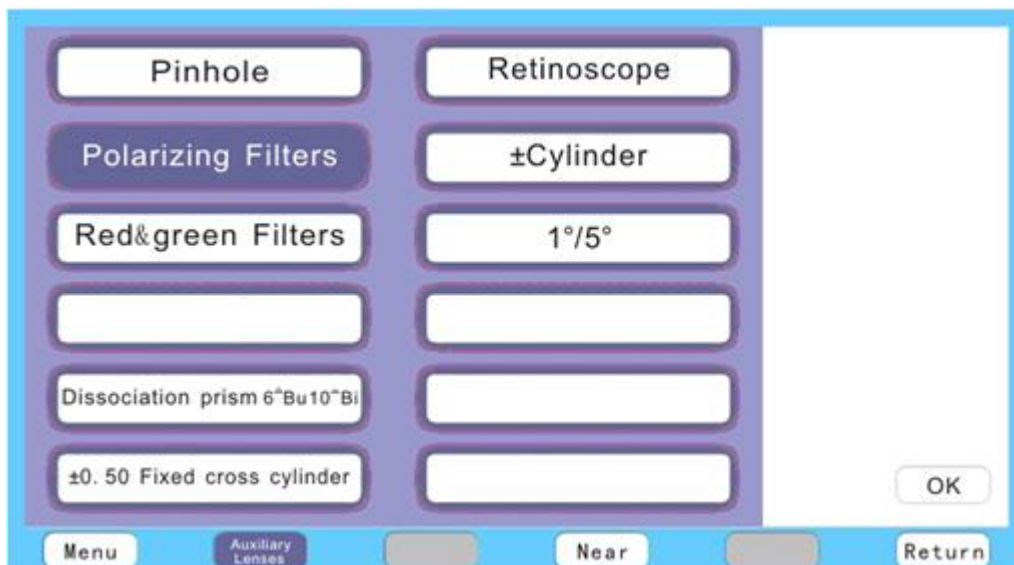 Pinhole
Retinoscope
Polarizing Filters
±Cylinder
Red&green Filters
1°/5°
Dissociation prism 6^Bu10^Bi
±0.50 Fixed cross cylinder
OK
Menu
Auxiliary
Lenses
Near
Return